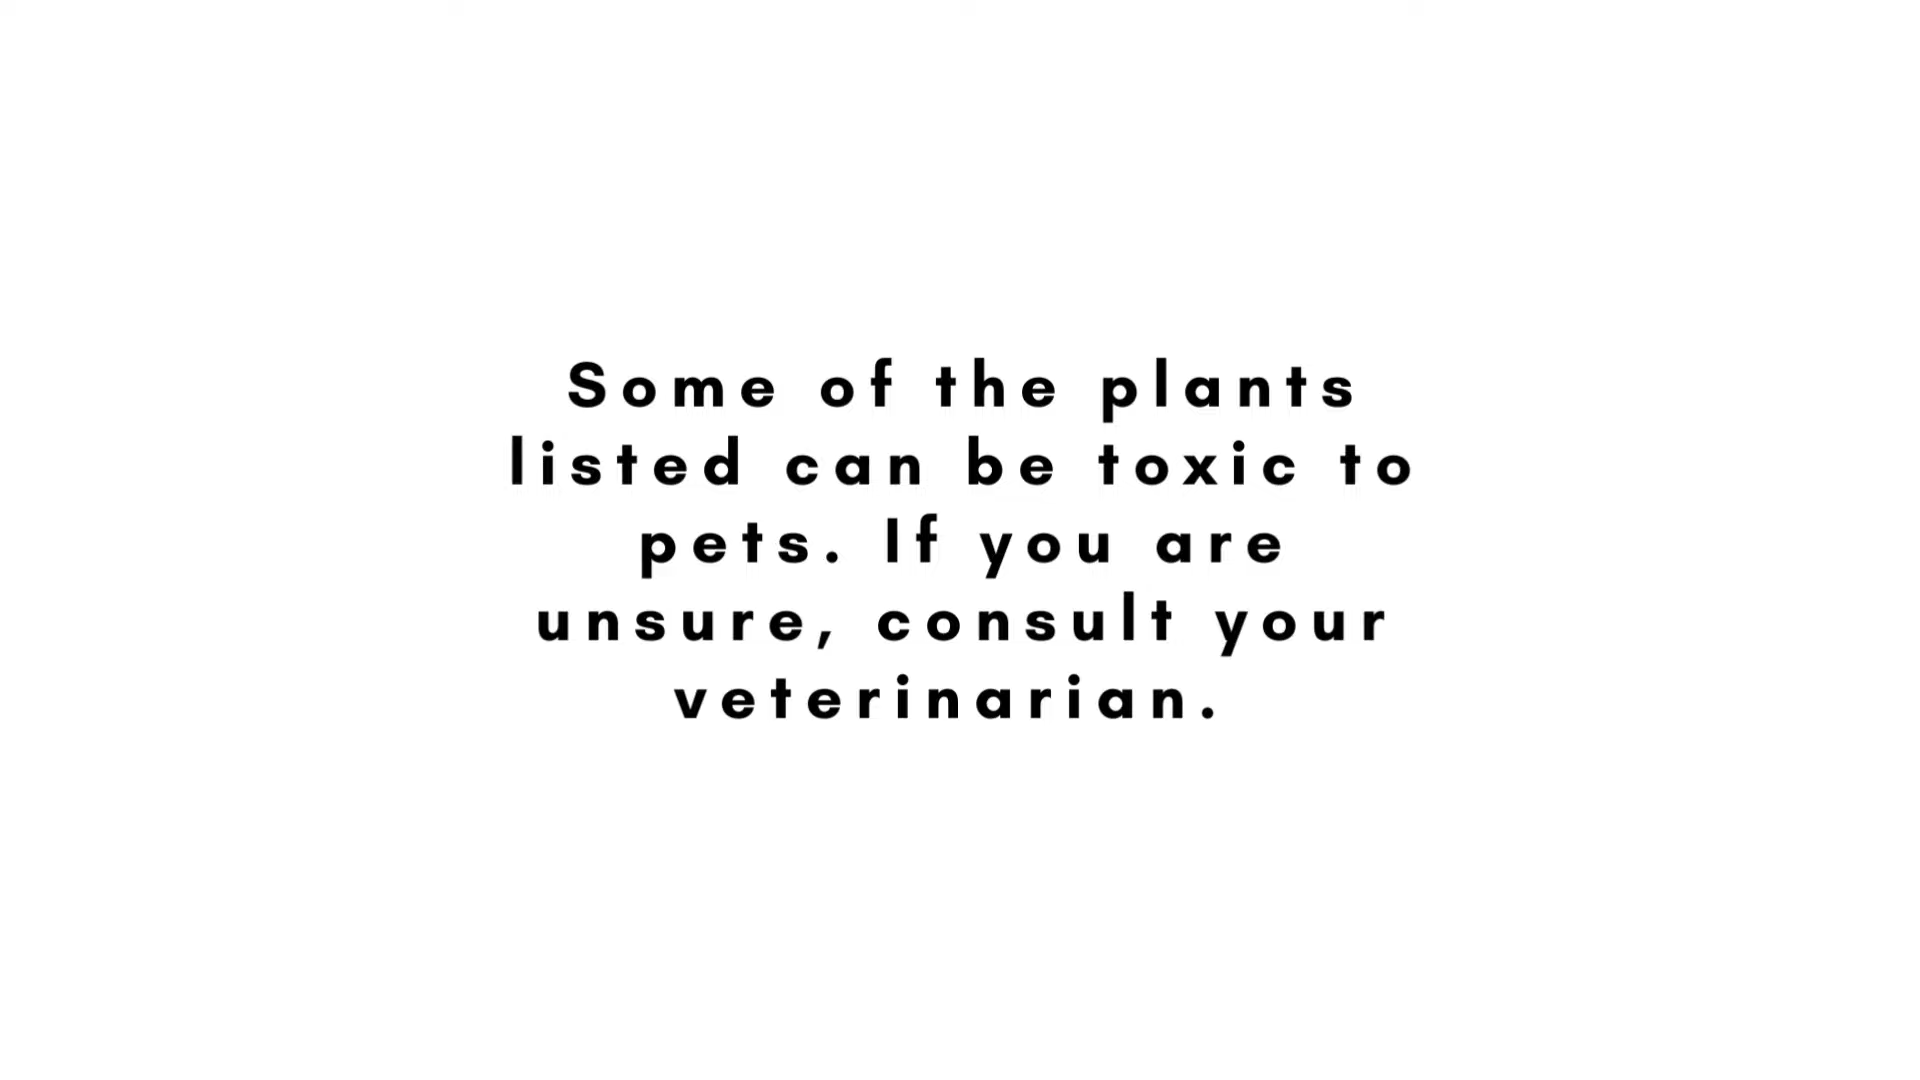 Some of the plants
listed can be toxic to
pets. If you are
unsure, consult your
veterinarian.